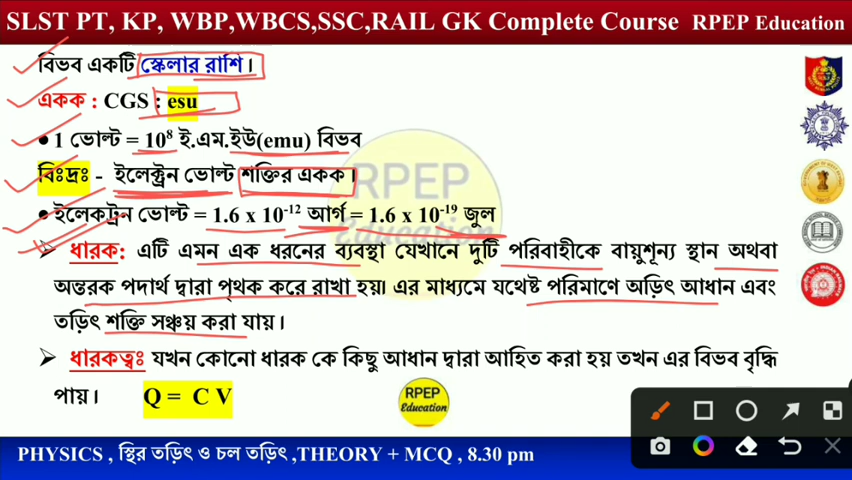 SLST PT, KP, WBP,WBCS,SSC,RAIL GK Complete Course RPEP Education
বিভব একটি স্কেলার রাশি।
একক : CGS : esu
• 1 ভোল্ট = 10⁸ ই.এম.ইউ(emu) বিভব
বিঃদ্রঃ - ইলেক্ট্রন ভোল্ট শক্তির একক।
• ইলেকট্রন ভোল্ট = 1.6 x 10⁻¹² আর্গ = 1.6 x 10⁻¹⁹ জুল
➢ ধারক: এটি এমন এক ধরনের ব্যবস্থা যেখানে দুটি পরিবাহীকে বায়ুশূন্য স্থান অথবা
অন্তরক পদার্থ দ্বারা পৃথক করে রাখা হয়। এর মাধ্যমে যথেষ্ট পরিমাণে অড়িৎ আধান এবং
তড়িৎ শক্তি সঞ্চয় করা যায়।
➢ ধারকত্বঃ যখন কোনো ধারক কে কিছু আধান দ্বারা আহিত করা হয় তখন এর বিভব বৃদ্ধি
পায়। Q = C V
RPEP
Education
RPEP
Education
PHYSICS , স্থির তড়িৎ ও চল তড়িৎ ,THEORY + MCQ , 8.30 pm